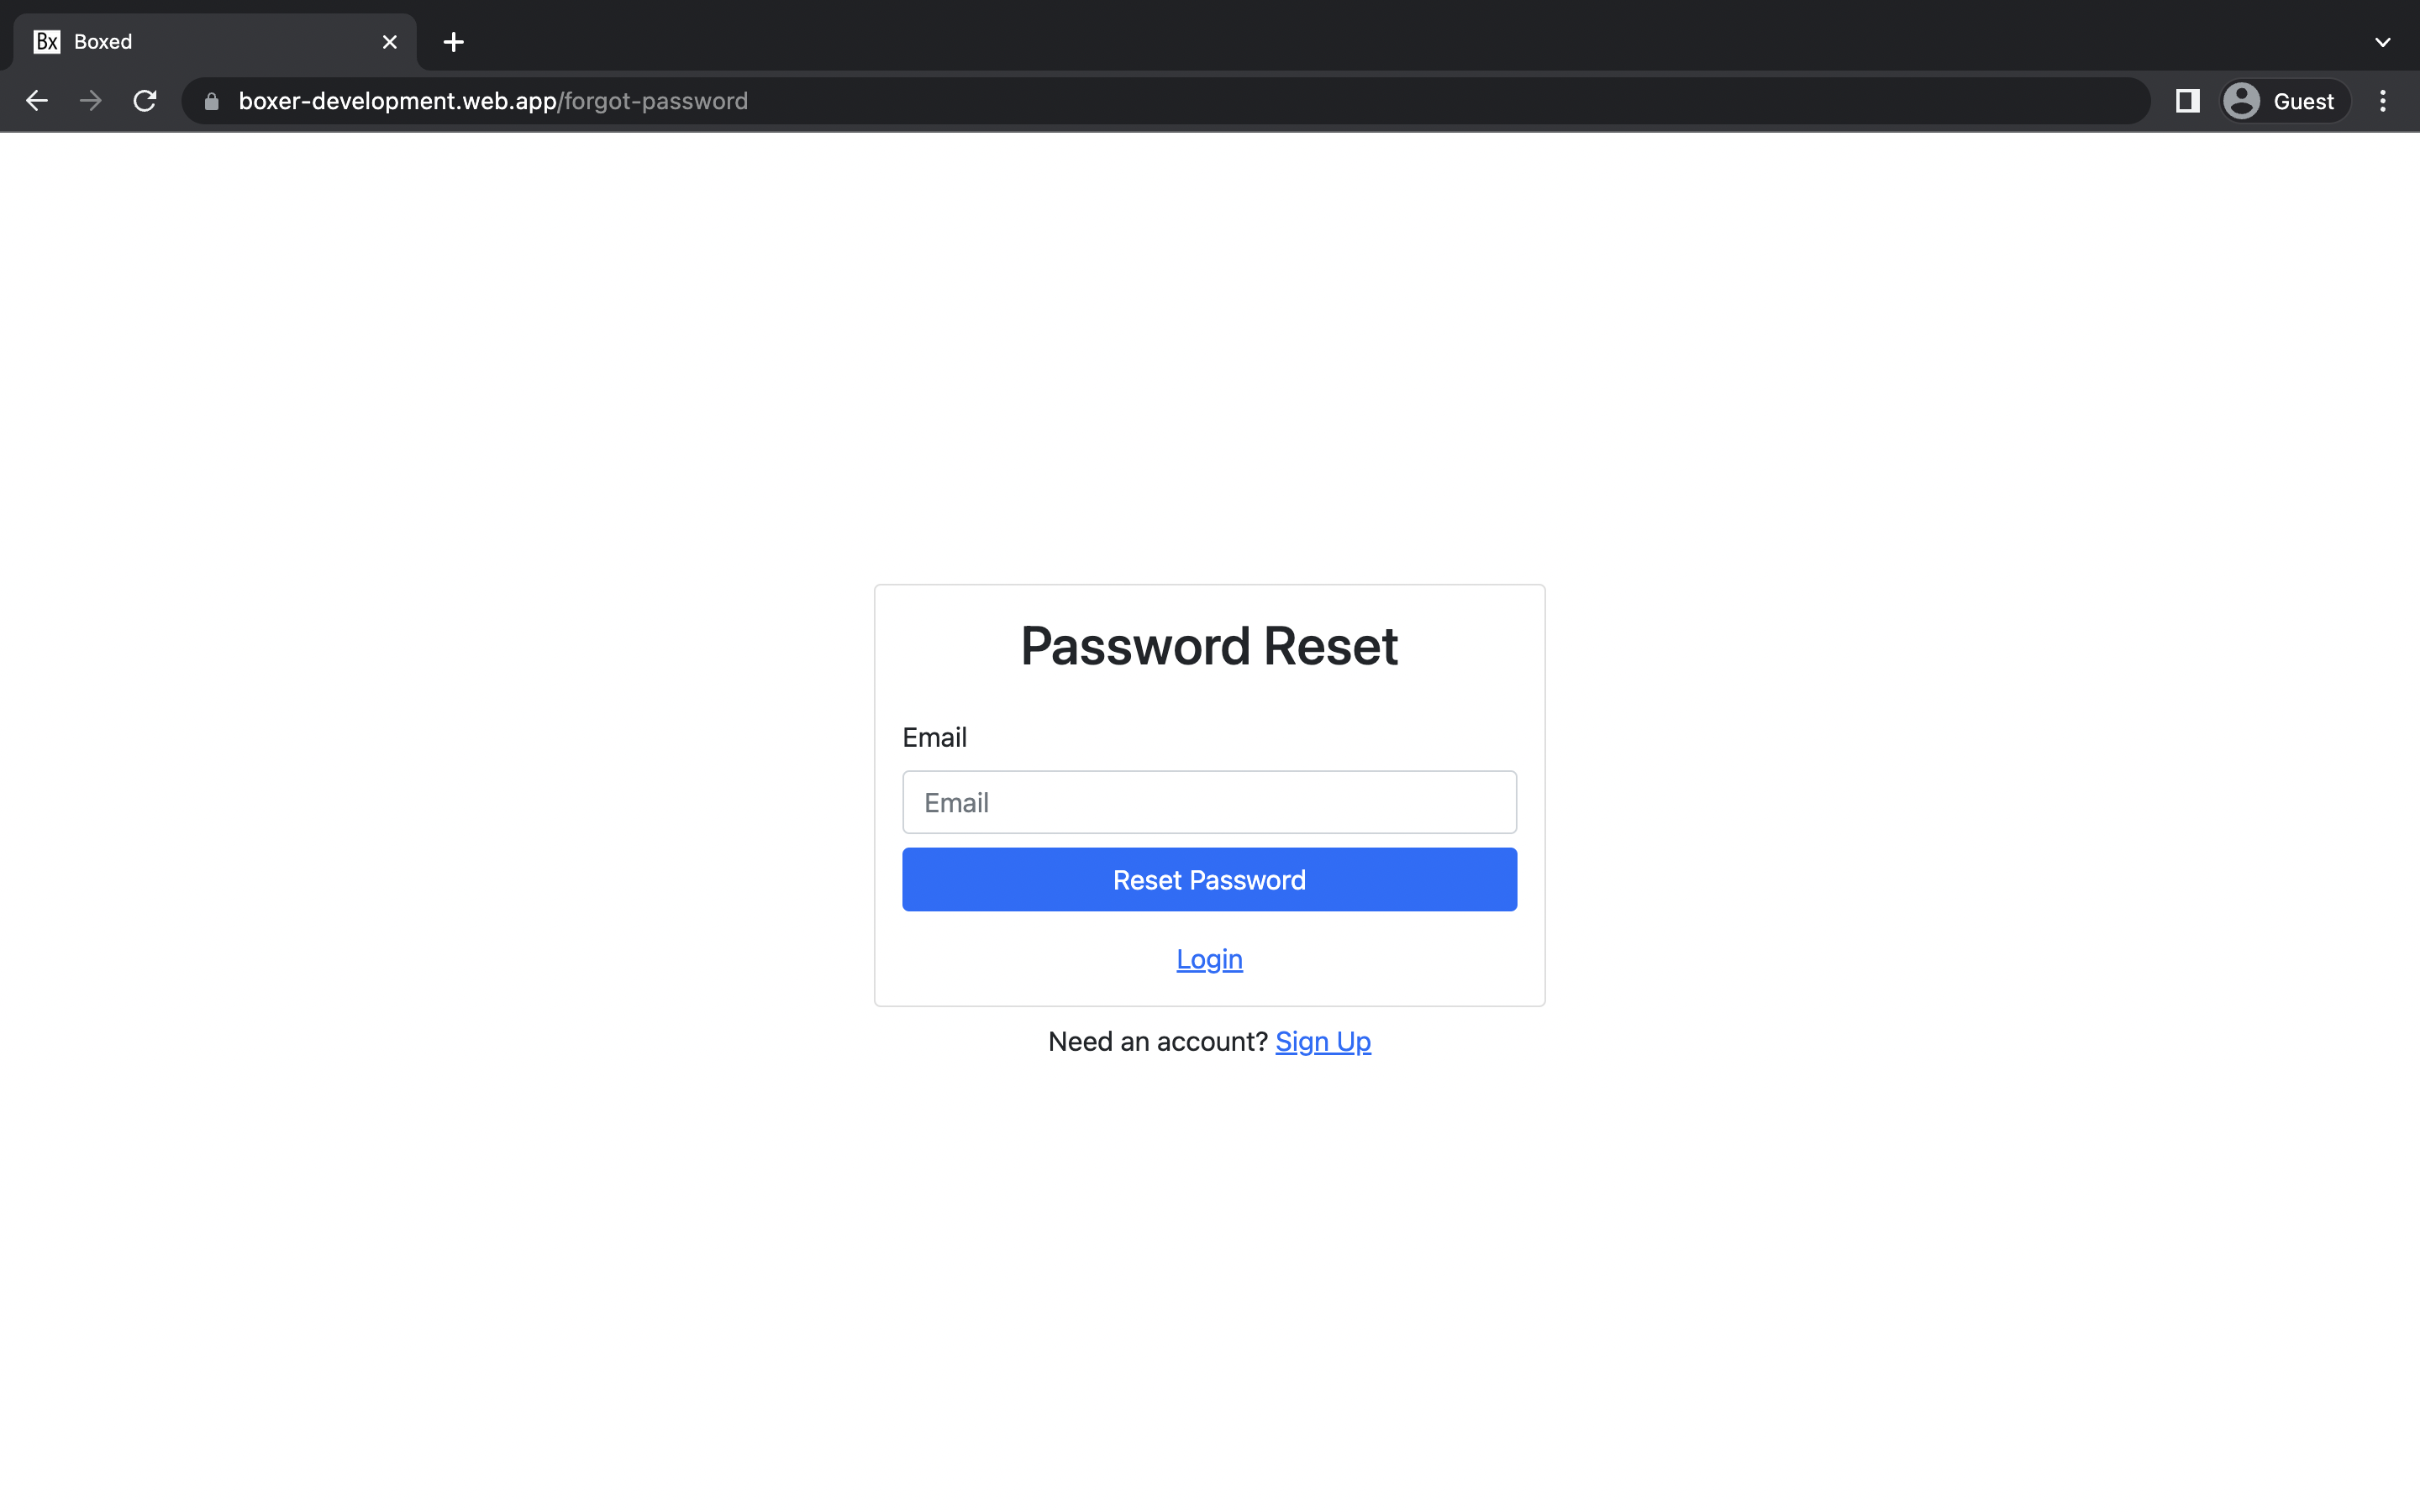 Bx Boxed
boxer-development.web.app/forgot-password
Guest
Password Reset
Email
Email
Reset Password
Login
Need an account? Sign Up